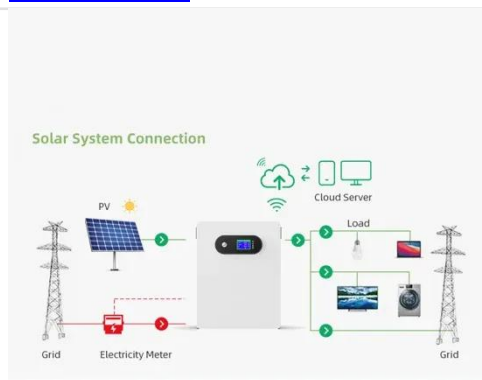 Solar System Connection
Cloud Server
PV
Load
Grid
Electricity Meter
Grid